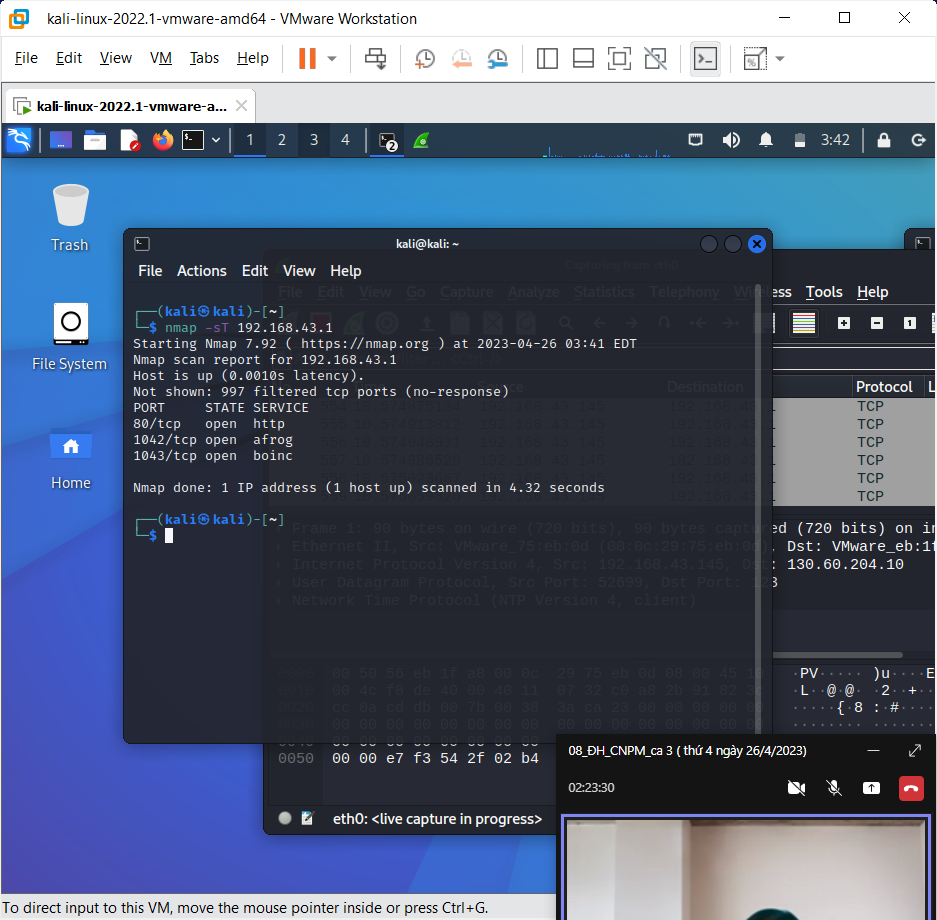 kali-linux-2022.1-vmware-amd64 - VMware Workstation
File Edit View VM Tabs Help
kali-linux-2022.1-vmware-a...
1 2 3 4 2 3:42
Trash
File System
Home
kali@kali: ~
File Actions Edit View Help
┌──(kali㉿kali)-[~]
└─$ nmap -sT 192.168.43.1
Starting Nmap 7.92 ( https://nmap.org ) at 2023-04-26 03:41 EDT
Nmap scan report for 192.168.43.1
Host is up (0.0010s latency).
Not shown: 997 filtered tcp ports (no-response)
PORT     STATE SERVICE
80/tcp   open  http
1042/tcp open  afrog
1043/tcp open  boinc
Nmap done: 1 IP address (1 host up) scanned in 4.32 seconds
┌──(kali㉿kali)-[~]
└─$
Capturing from eth0
File Edit View Go Capture Analyze Statistics Telephony Wireless Tools Help
Destination Protocol L
TCP
TCP
TCP
TCP
TCP
TCP
Frame 1: 90 bytes on wire (720 bits), 90 bytes captured (720 bits) on in
Ethernet II, Src: VMware_75:eb:0d (00:0c:29:75:eb:0d), Dst: VMware_eb:1f
Internet Protocol Version 4, Src: 192.168.43.145, Dst: 130.60.204.10
User Datagram Protocol, Src Port: 52699, Dst Port: 123
Network Time Protocol (NTP Version 4, client)
0050 00 00 e7 f3 54 2f 02 b4
eth0: <live capture in progress>
08_ĐH_CNPM_ca 3 ( thứ 4 ngày 26/4/2023)
02:23:30
To direct input to this VM, move the mouse pointer inside or press Ctrl+G.